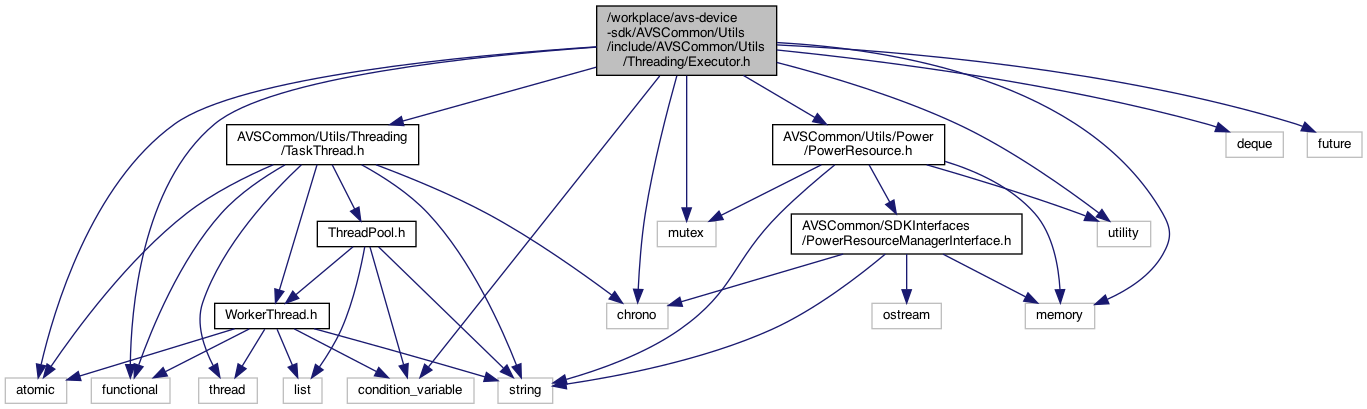 /workplace/avs-device
-sdk/AVSCommon/Utils
/include/AVSCommon/Utils
/Threading/Executor.h
AVSCommon/Utils/Threading
/TaskThread.h
AVSCommon/Utils/Power
/PowerResource.h
deque
future
ThreadPool.h
mutex
AVSCommon/SDKInterfaces
/PowerResourceManagerInterface.h
utility
WorkerThread.h
chrono
ostream
memory
atomic
functional
thread
list
condition_variable
string